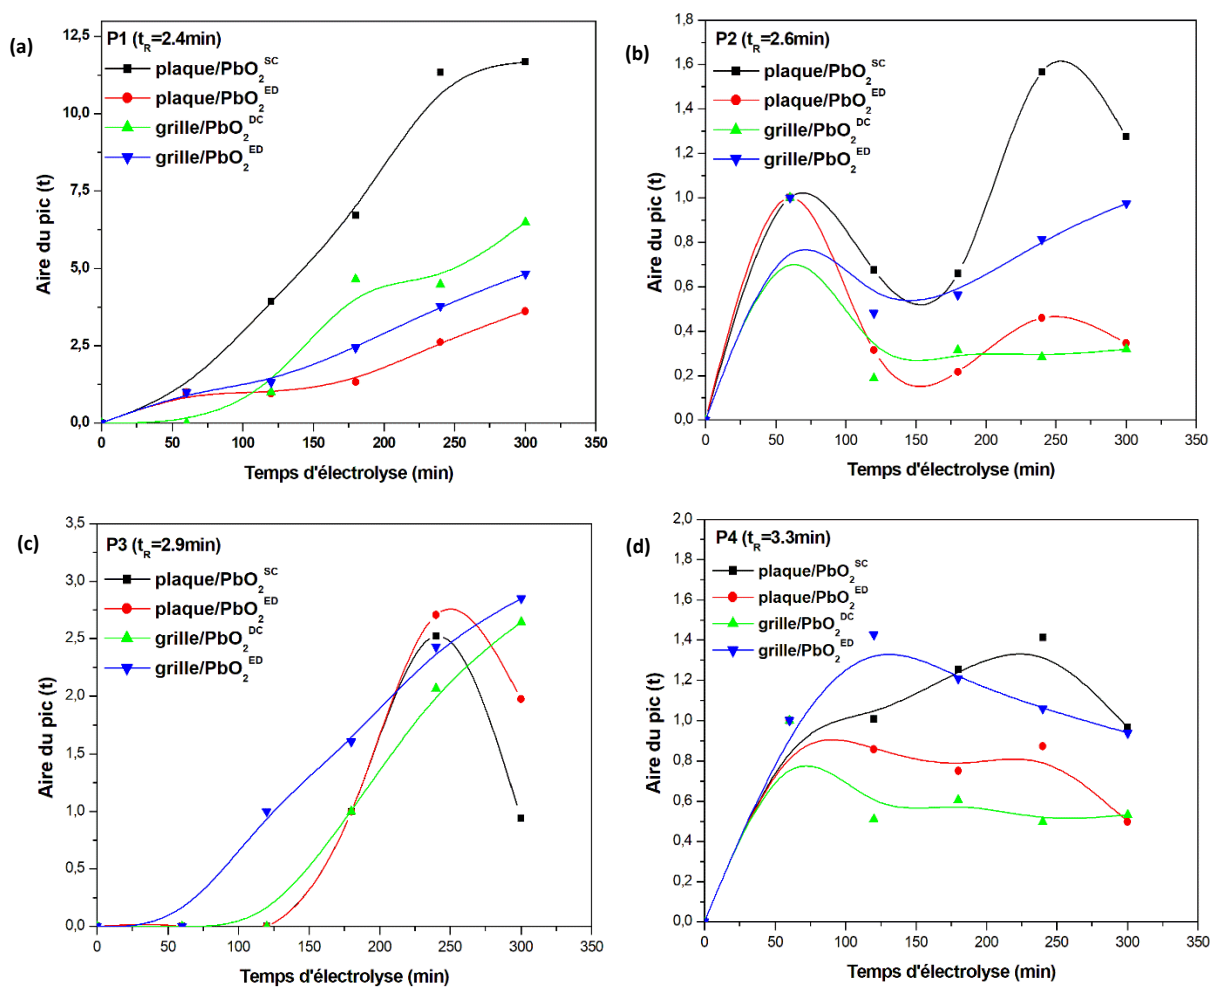 (a)
P1 (tR=2.4min)
plaque/PbO2SC
plaque/PbO2ED
grille/PbO2DC
grille/PbO2ED
Aire du pic (t)
12,5
10,0
7,5
5,0
2,5
0,0
0 50 100 150 200 250 300 350
Temps d'électrolyse (min)
(b)
P2 (tR=2.6min)
plaque/PbO2SC
plaque/PbO2ED
grille/PbO2DC
grille/PbO2ED
Aire du pic (t)
1,8
1,6
1,4
1,2
1,0
0,8
0,6
0,4
0,2
0,0
0 50 100 150 200 250 300 350
Temps d'électrolyse (min)
(c)
P3 (tR=2.9min)
plaque/PbO2SC
plaque/PbO2ED
grille/PbO2DC
grille/PbO2ED
Aire du pic (t)
3,5
3,0
2,5
2,0
1,5
1,0
0,5
0,0
0 50 100 150 200 250 300 350
Temps d'électrolyse (min)
(d)
P4 (tR=3.3min)
plaque/PbO2SC
plaque/PbO2ED
grille/PbO2DC
grille/PbO2ED
Aire du pic (t)
2,0
1,8
1,6
1,4
1,2
1,0
0,8
0,6
0,4
0,2
0,0
0 50 100 150 200 250 300 350
Temps d'électrolyse (min)